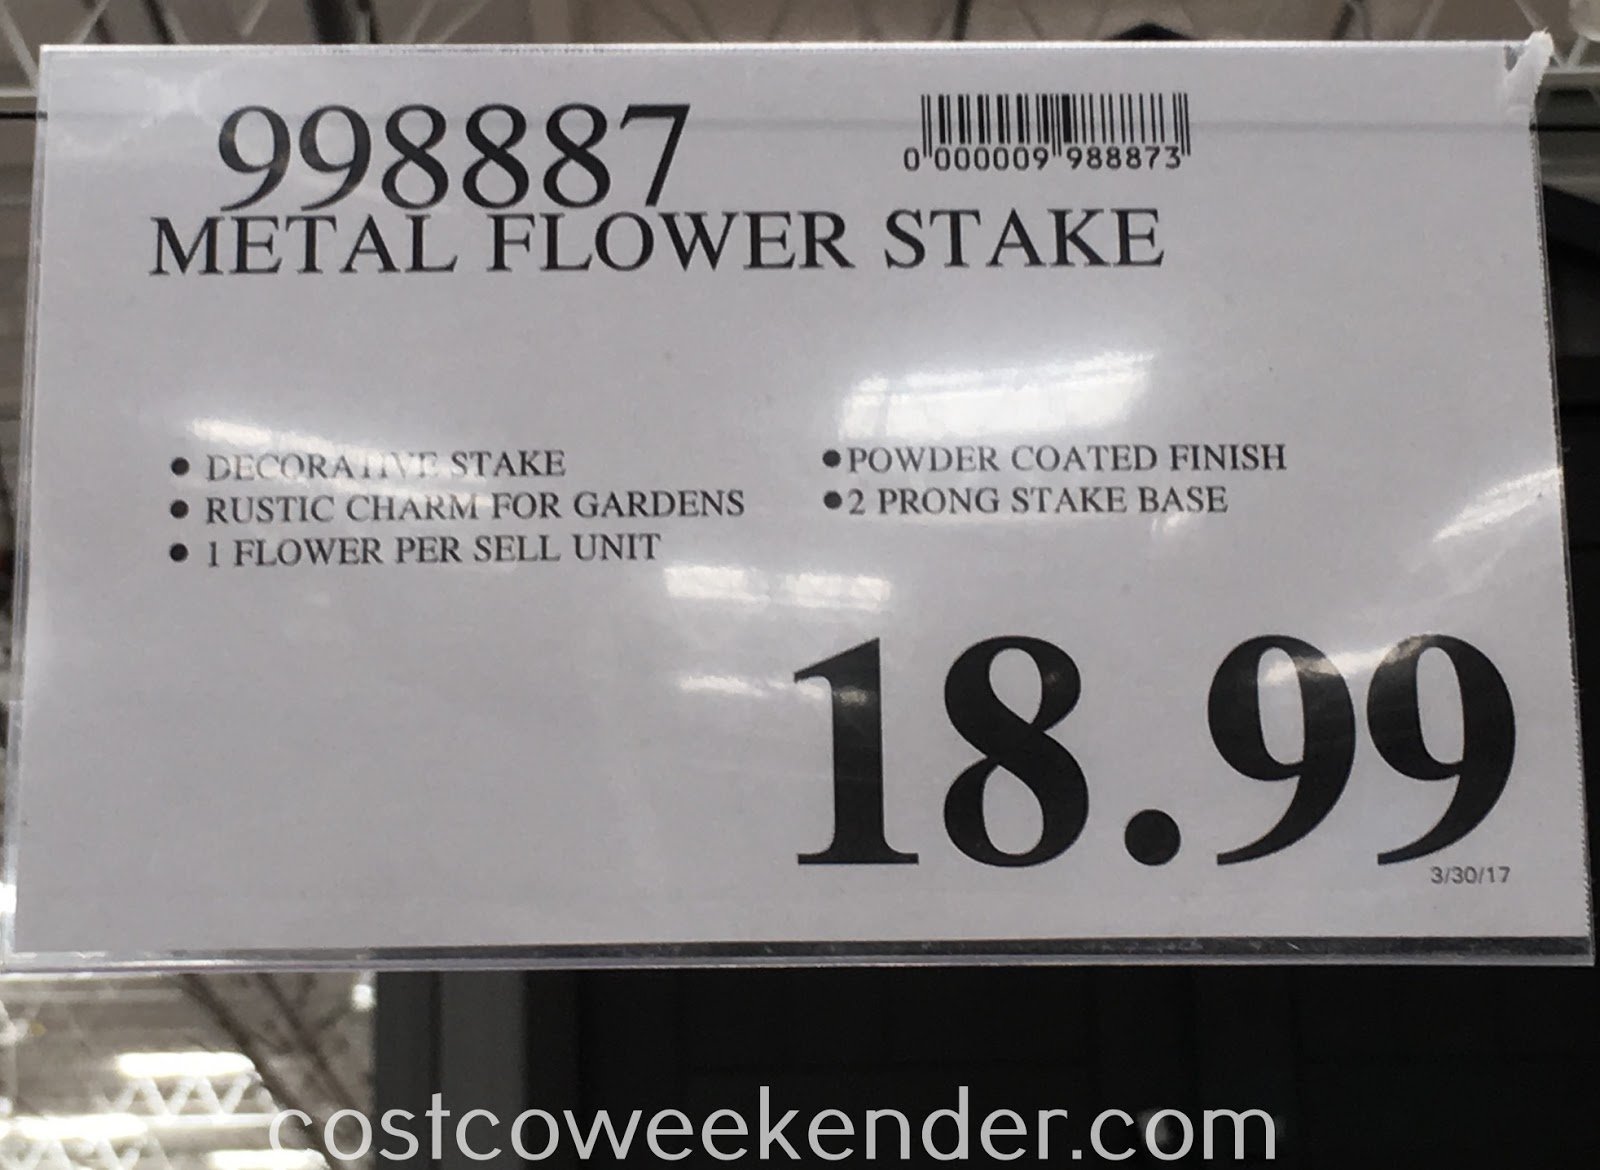 998887
0 000009 988873
METAL FLOWER STAKE
• DECORATIVE STAKE
• RUSTIC CHARM FOR GARDENS
• 1 FLOWER PER SELL UNIT
•POWDER COATED FINISH
•2 PRONG STAKE BASE
18.99
3/30/17
costcoweekender.com